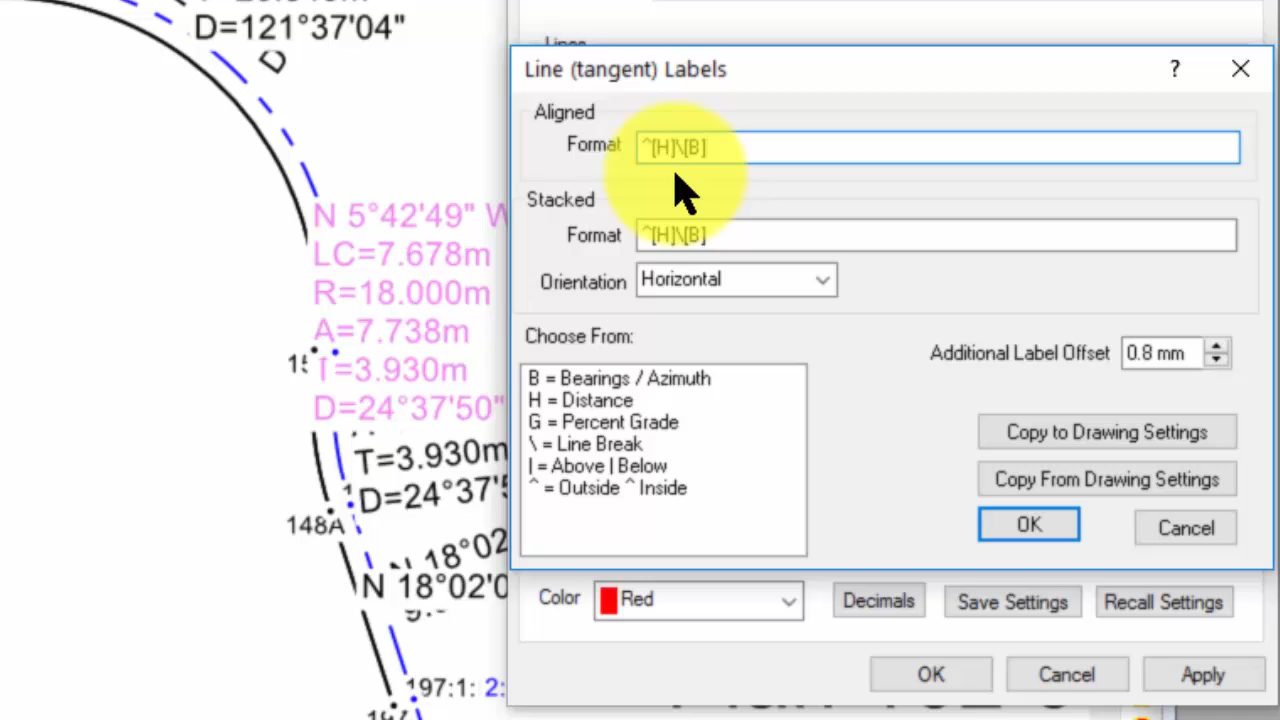 D=121°37'04"
D
N 5°42'49" W
LC=7.678m
R=18.000m
A=7.738m
T=3.930m
D=24°37'50"
T=3.930m
D=24°37'5
148A
N 18°02
N 18°02'0
197:1: 2:
Lines
Line (tangent) Labels
?
Aligned
Format ^[H]\[B]
Stacked
Format ^[H]\[B]
Orientation Horizontal
Choose From:
B = Bearings / Azimuth
H = Distance
G = Percent Grade
\ = Line Break
| = Above | Below
^ = Outside ^ Inside
Additional Label Offset 0.8 mm
Copy to Drawing Settings
Copy From Drawing Settings
OK Cancel
Color Red Decimals Save Settings Recall Settings
OK Cancel Apply